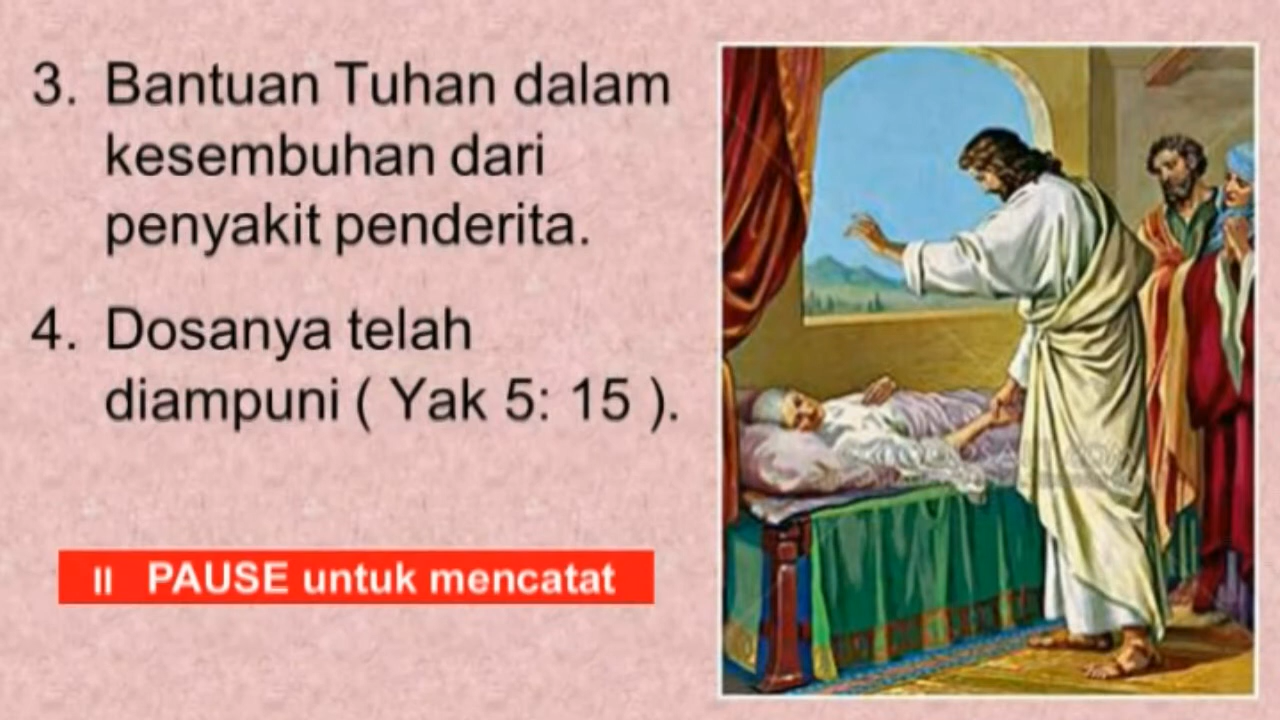 3. Bantuan Tuhan dalam
kesembuhan dari
penyakit penderita.
4. Dosanya telah
diampuni ( Yak 5: 15 ).
II PAUSE untuk mencatat